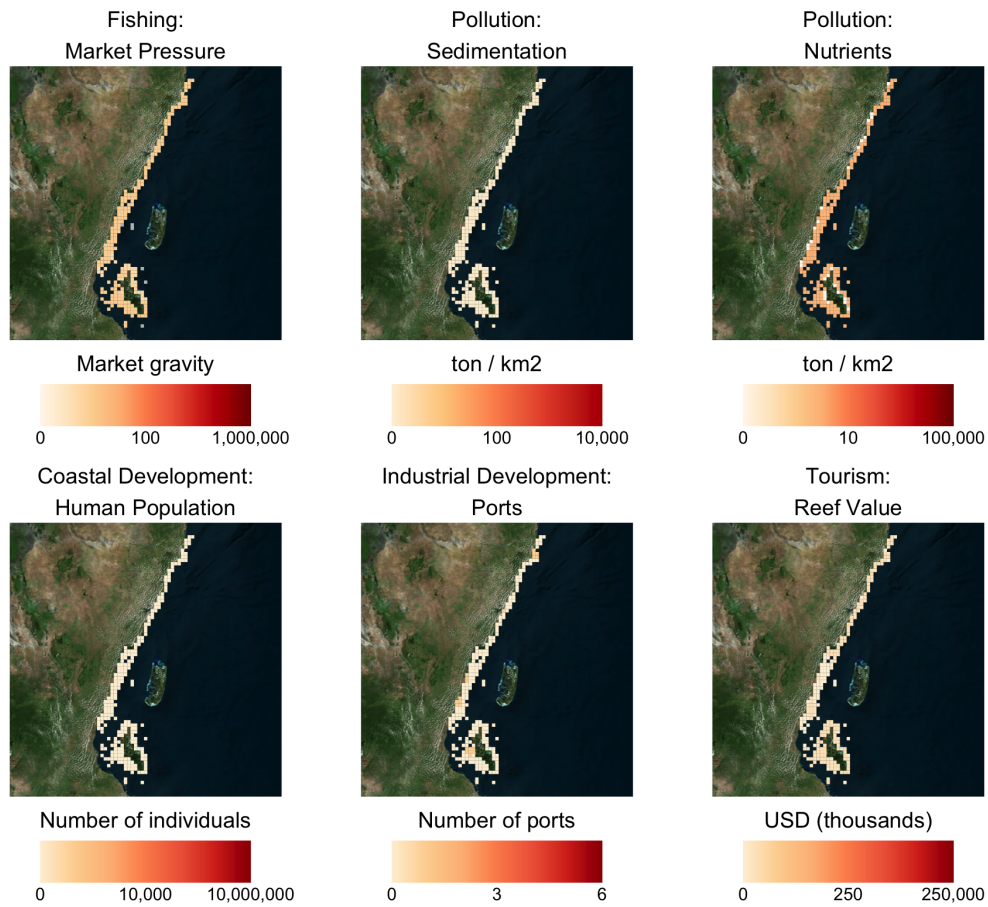 Fishing:
Market Pressure
Pollution:
Sedimentation
Pollution:
Nutrients
Market gravity
0 100 1,000,000
ton / km2
0 100 10,000
ton / km2
0 10 100,000
Coastal Development:
Human Population
Industrial Development:
Ports
Tourism:
Reef Value
Number of individuals
0 10,000 10,000,000
Number of ports
0 3 6
USD (thousands)
0 250 250,000